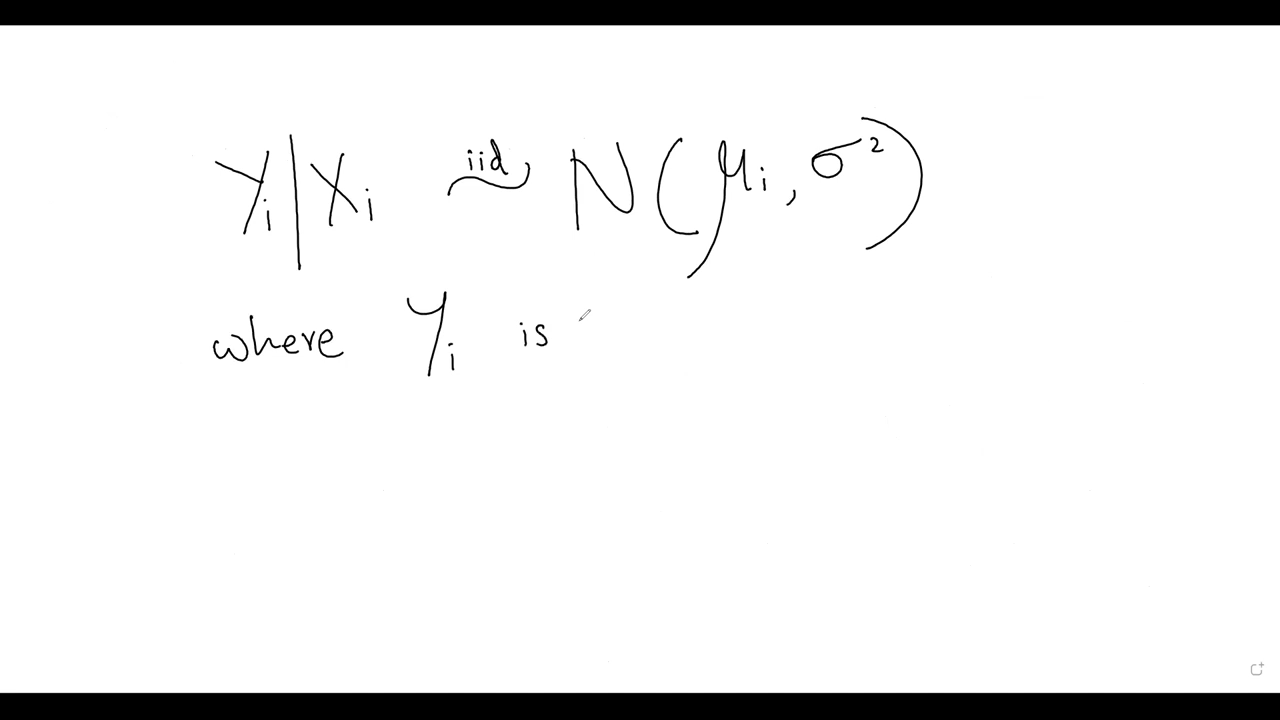 Yi | Xi iid ~ N(μi, σ²)
where Yi is